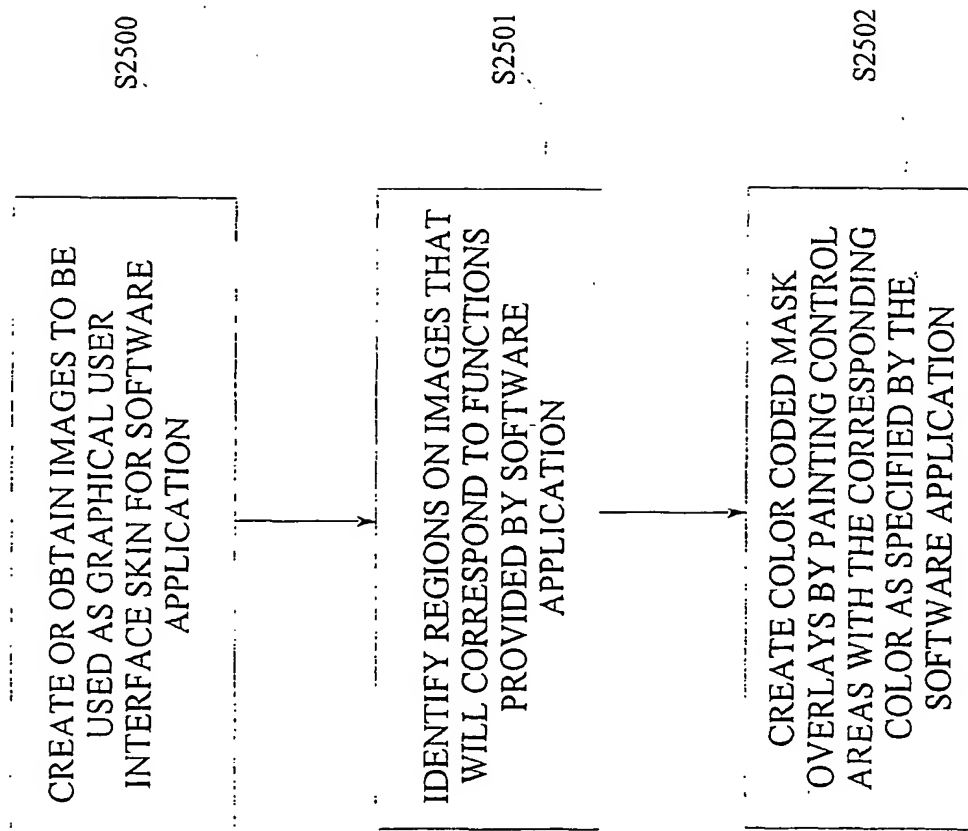 CREATE OR OBTAIN IMAGES TO BE
USED AS GRAPHICAL USER
INTERFACE SKIN FOR SOFTWARE
APPLICATION
S2500
IDENTIFY REGIONS ON IMAGES THAT
WILL CORRESPOND TO FUNCTIONS
PROVIDED BY SOFTWARE
APPLICATION
S2501
CREATE COLOR CODED MASK
OVERLAYS BY PAINTING CONTROL
AREAS WITH THE CORRESPONDING
COLOR AS SPECIFIED BY THE
SOFTWARE APPLICATION
S2502